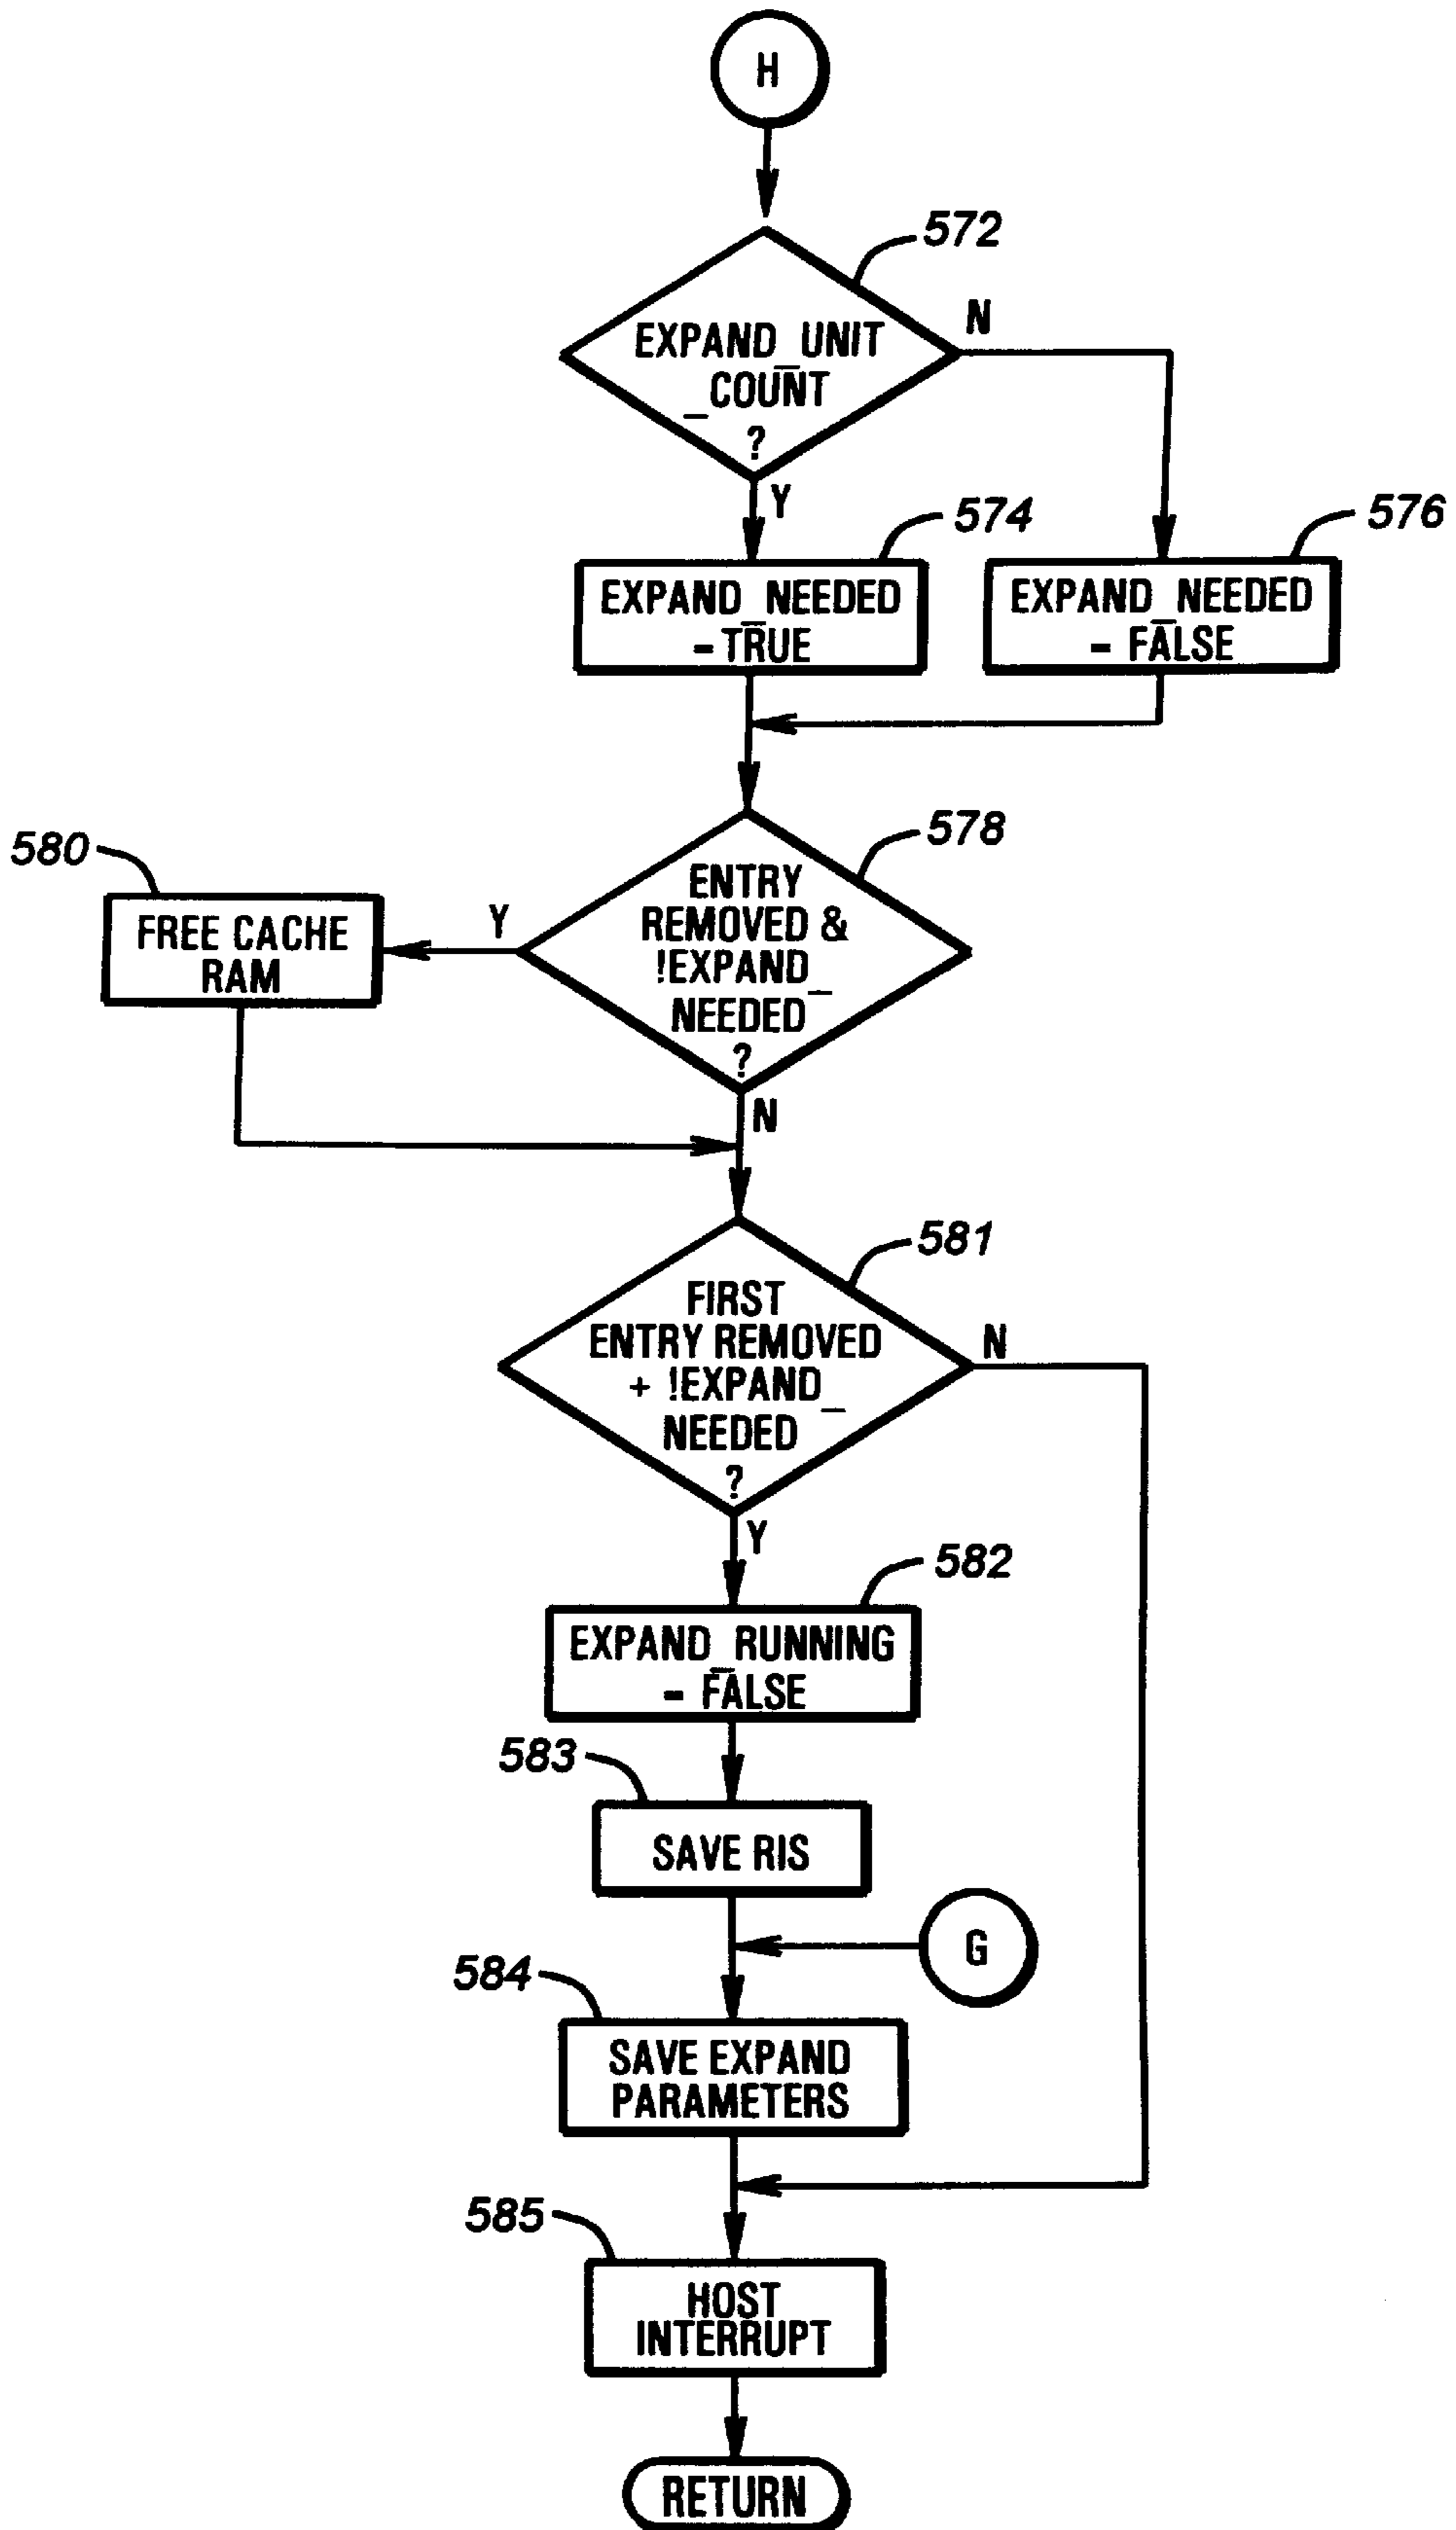 H
572
EXPAND_UNIT
_COUNT
?
N
Y
574
576
EXPAND_NEEDED
= TRUE
EXPAND_NEEDED
= FALSE
578
580
ENTRY
REMOVED &
!EXPAND_
NEEDED
?
Y
FREE CACHE
RAM
N
581
FIRST
ENTRY REMOVED
+ !EXPAND_
NEEDED
?
N
Y
582
EXPAND_RUNNING
= FALSE
583
SAVE RIS
G
584
SAVE EXPAND
PARAMETERS
585
HOST
INTERRUPT
RETURN